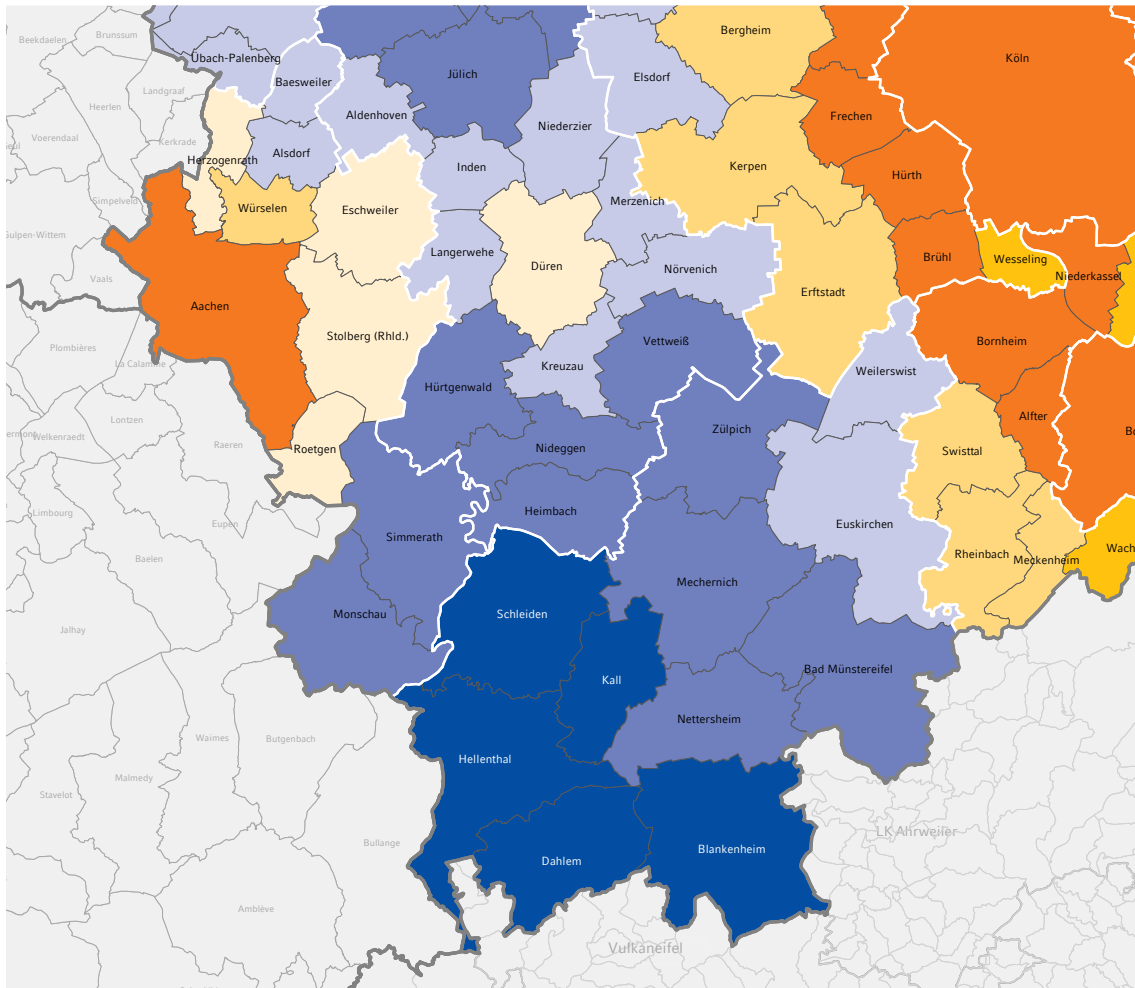 Bergheim
Brunssum
Beekdaelen
Übach-Palenberg
Köln
Jülich
Elsdorf
Baesweiler
Landgraaf
Heerlen
Aldenhoven
Frechen
Niederzier
Voerendaal
Kerkrade
Alsdorf
Herzogenrath
Inden
Kerpen
Hürth
Simpelveld
Merzenich
Würselen
Eschweiler
Gulpen-Wittem
Langerwehe
Brühl
Wesseling
Düren
Nörvenich
Niederkassel
Vaals
Erftstadt
Aachen
Stolberg (Rhld.)
Vettweiß
Bornheim
Plombières
La Calamine
Kreuzau
Weilerswist
Hürtgenwald
Alfter
Lontzen
Zülpich
Welkenraedt
Raeren
Roetgen
Nideggen
Swisttal
Limbourg
Heimbach
Eupen
Euskirchen
Simmerath
Wach
Rheinbach
Baelen
Meckenheim
Mechernich
Schleiden
Monschau
Jalhay
Bad Münstereifel
Kall
Nettersheim
Waimes
Butgenbach
Hellenthal
Malmedy
Stavelot
LK Ahrweiler
Bullange
Blankenheim
Dahlem
Amblève
Vulkaneifel